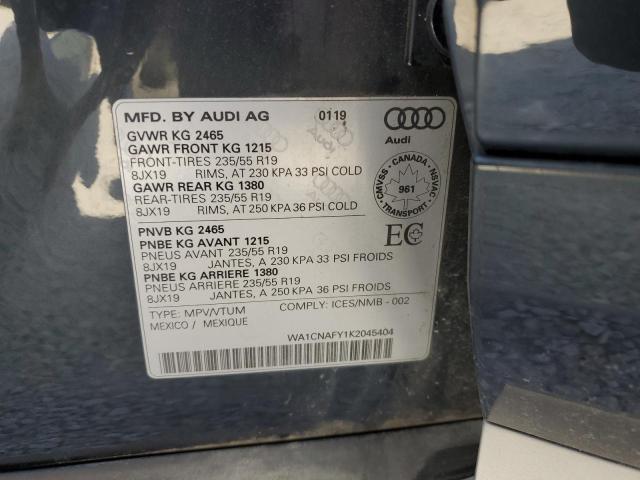 MFD. BY AUDI AG 0119
Audi
GVWR KG 2465
GAWR FRONT KG 1215
FRONT-TIRES 235/55 R19
8JX19 RIMS, AT 230 KPA 33 PSI COLD
GAWR REAR KG 1380
REAR-TIRES 235/55 R19
8JX19 RIMS, AT 250 KPA 36 PSI COLD
CMVSS - CANADA - NSVAC
961
TRANSPORT
PNVB KG 2465
PNBE KG AVANT 1215
PNEUS AVANT 235/55 R19
8JX19 JANTES, A 230 KPA 33 PSI FROIDS
PNBE KG ARRIERE 1380
PNEUS ARRIERE 235/55 R19
8JX19 JANTES, A 250 KPA 36 PSI FROIDS
EC
TYPE: MPV/VTUM COMPLY: ICES/NMB - 002
MEXICO / MEXIQUE
WA1CNAFY1K2045404